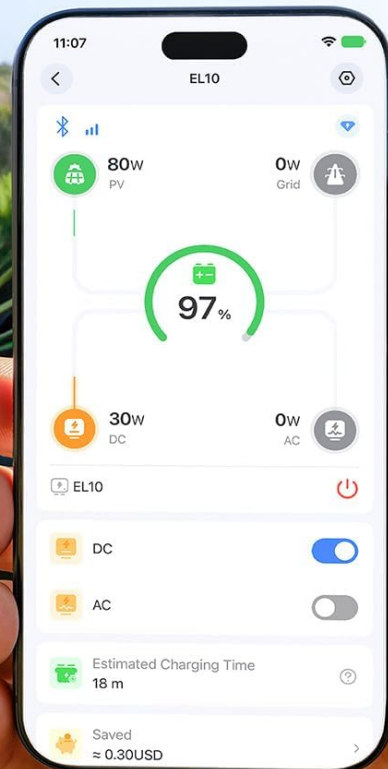 11:07
EL10
80W
PV
0W
Grid
97%
30W
DC
0W
AC
EL10
DC
AC
Estimated Charging Time
18 m
Saved
≈ 0.30USD